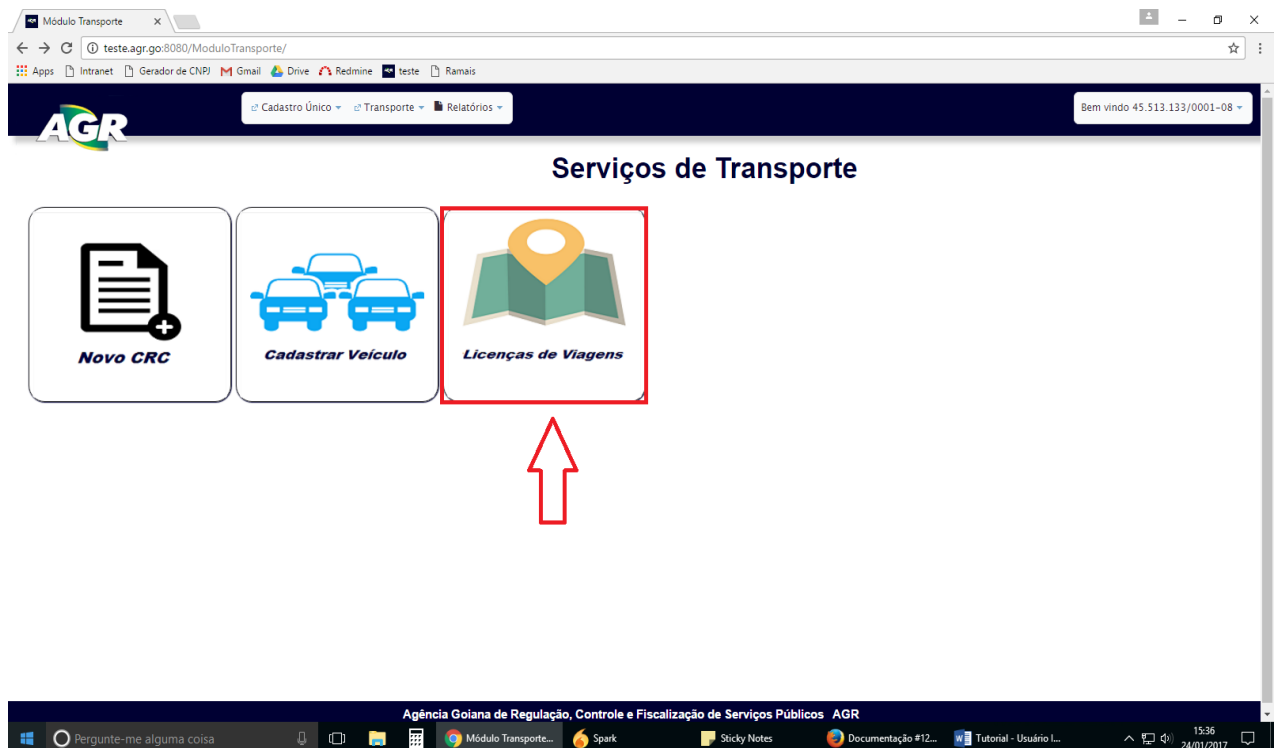 Módulo Transporte
teste.agr.go:8080/ModuloTransporte/
Apps Intranet Gerador de CNPJ Gmail Drive Redmine teste Ramais
AGR
Cadastro Único Transporte Relatórios
Bem vindo 45.513.133/0001-08
Serviços de Transporte
Novo CRC
Cadastrar Veículo
Licenças de Viagens
Agência Goiana de Regulação, Controle e Fiscalização de Serviços Públicos AGR
Pergunte-me alguma coisa
Módulo Transporte...
Spark
Sticky Notes
Documentação #12...
Tutorial - Usuário I...
15:36
24/01/2017